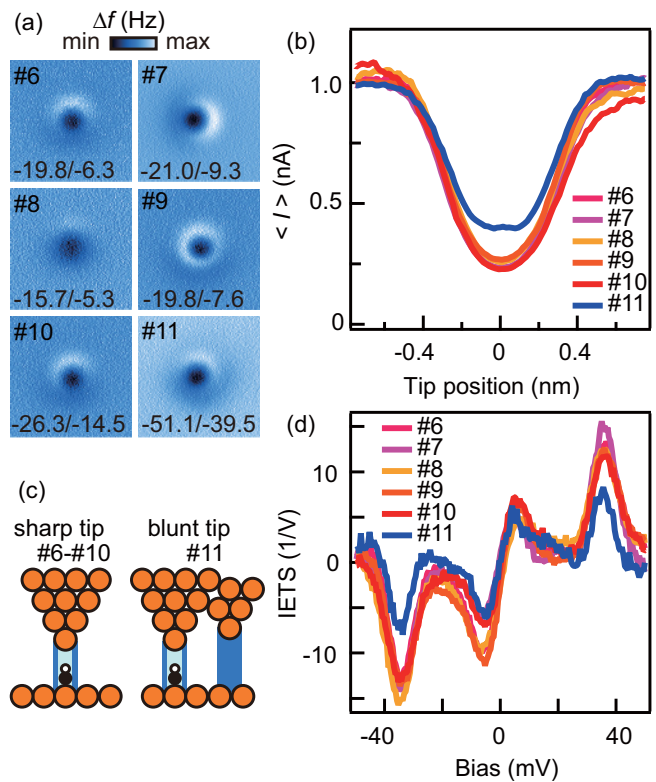 (a)
Δf (Hz)
min max
#6 #7
-19.8/-6.3 -21.0/-9.3
#8 #9
-15.7/-5.3 -19.8/-7.6
#10 #11
-26.3/-14.5 -51.1/-39.5
(b)
< I > (nA)
1.0
0.5
0
#6
#7
#8
#9
#10
#11
-0.4 0 0.4
Tip position (nm)
(c)
sharp tip blunt tip
#6-#10 #11
(d)
IETS (1/V)
10
0
-10
#6
#7
#8
#9
#10
#11
-40 0 40
Bias (mV)